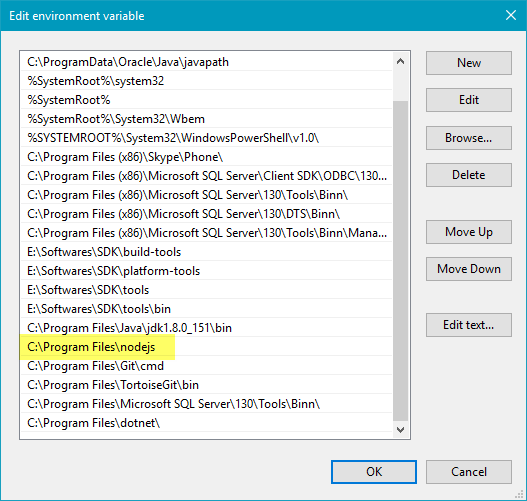 Edit environment variable
C:\ProgramData\Oracle\Java\javapath
%SystemRoot%\system32
%SystemRoot%
%SystemRoot%\System32\Wbem
%SYSTEMROOT%\System32\WindowsPowerShell\v1.0\
C:\Program Files (x86)\Skype\Phone\
C:\Program Files (x86)\Microsoft SQL Server\Client SDK\ODBC\130...
C:\Program Files (x86)\Microsoft SQL Server\130\Tools\Binn\
C:\Program Files (x86)\Microsoft SQL Server\130\DTS\Binn\
C:\Program Files (x86)\Microsoft SQL Server\130\Tools\Binn\Mana...
E:\Softwares\SDK\build-tools
E:\Softwares\SDK\platform-tools
E:\Softwares\SDK\tools
E:\Softwares\SDK\tools\bin
C:\Program Files\Java\jdk1.8.0_151\bin
C:\Program Files\nodejs
C:\Program Files\Git\cmd
C:\Program Files\TortoiseGit\bin
C:\Program Files\Microsoft SQL Server\130\Tools\Binn\
C:\Program Files\dotnet\
New
Edit
Browse...
Delete
Move Up
Move Down
Edit text...
OK
Cancel